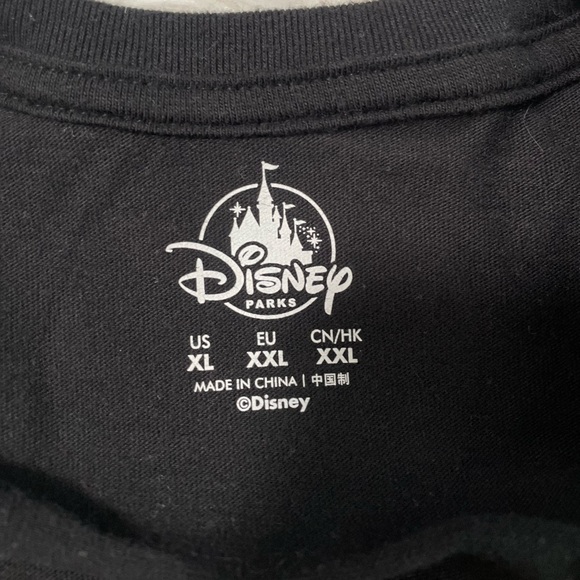 Disney
PARKS
US EU CN/HK
XL XXL XXL
MADE IN CHINA | 中国制
©Disney